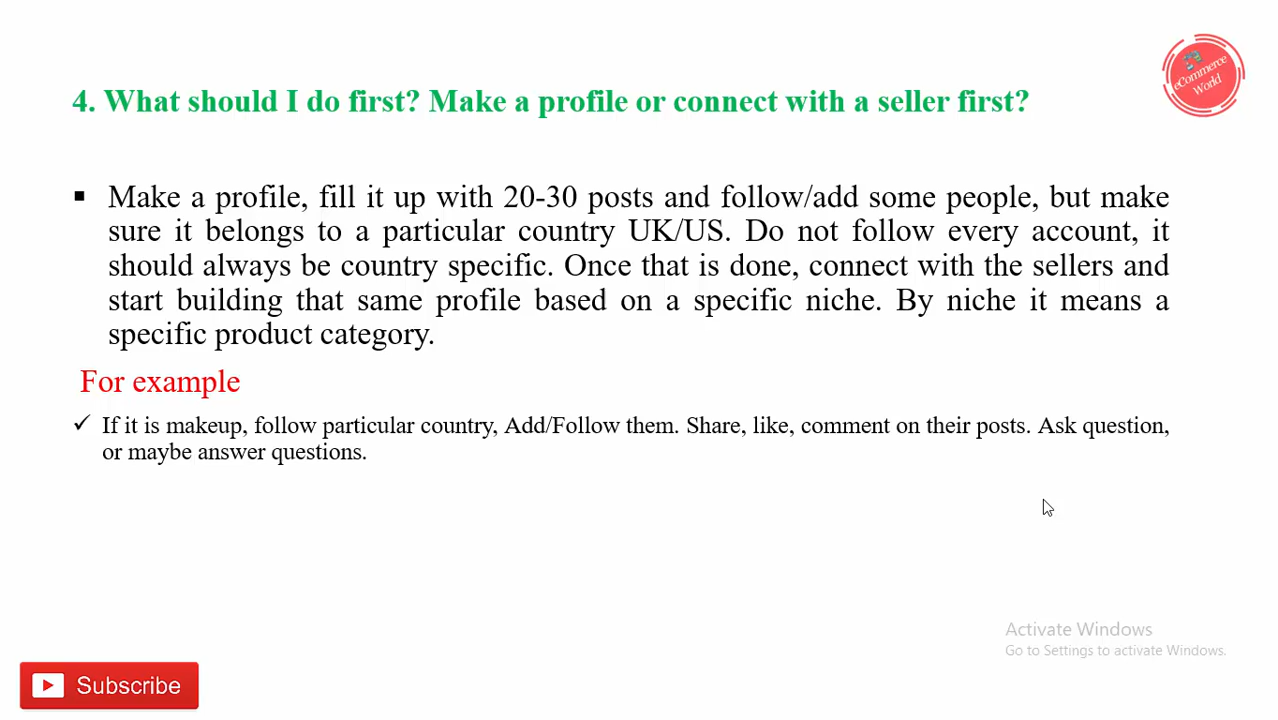 4. What should I do first? Make a profile or connect with a seller first?
eCommerce
World
▪ Make a profile, fill it up with 20-30 posts and follow/add some people, but make
sure it belongs to a particular country UK/US. Do not follow every account, it
should always be country specific. Once that is done, connect with the sellers and
start building that same profile based on a specific niche. By niche it means a
specific product category.
For example
✓ If it is makeup, follow particular country, Add/Follow them. Share, like, comment on their posts. Ask question,
or maybe answer questions.
Activate Windows
Go to Settings to activate Windows.
Subscribe